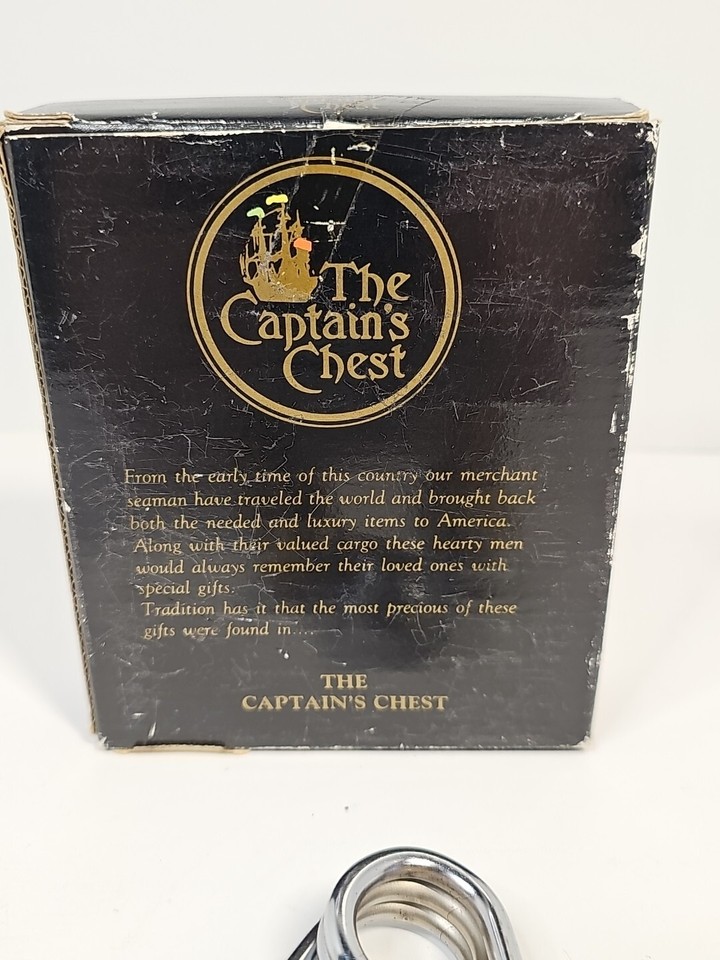 The
Captain's
Chest
From the early time of this country our merchant
seaman have traveled the world and brought back
both the needed and luxury items to America.
Along with their valued cargo these hearty men
would always remember their loved ones with
special gifts.
Tradition has it that the most precious of these
gifts were found in....
THE
CAPTAIN'S CHEST